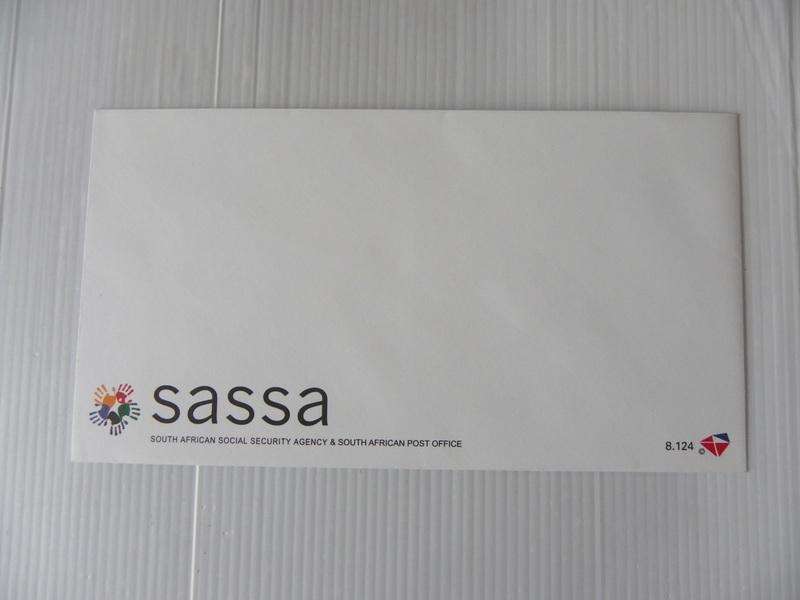 sassa
SOUTH AFRICAN SOCIAL SECURITY AGENCY & SOUTH AFRICAN POST OFFICE
8.124 ©